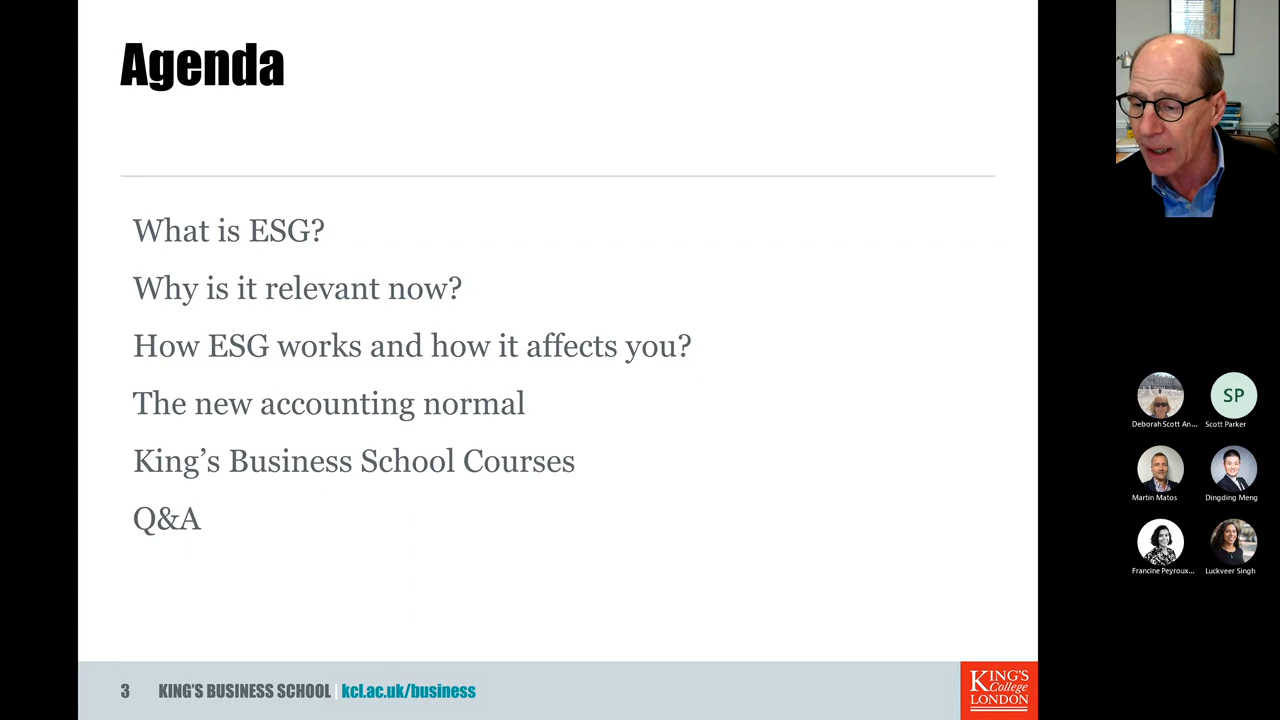 Agenda
What is ESG?
Why is it relevant now?
How ESG works and how it affects you?
The new accounting normal
King’s Business School Courses
Q&A
3 KING'S BUSINESS SCHOOL | kcl.ac.uk/business
KING'S
College
LONDON
SP
Deborah Scott An... Scott Parker
Martin Matos Dingding Meng
Francine Peyroux... Luckveer Singh